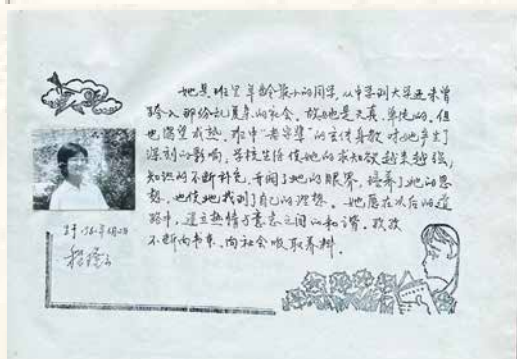 她是班里年龄最小的同学，从中学到大学还未曾
跨入那纷乱复杂的社会，故她是天真、单纯的。但
也渴望成熟。班中“老字辈”的言传身教对她产生了
深刻的影响，学校生活使她的求知欲越来越强，
知识的不断补充，开阔了她的眼界，培养了她的思
想，也使她找到了自己的理想。她愿在以后的道
路中，建立热情与意志之间的和谐。孜孜
不断向书本、向社会吸取养料。